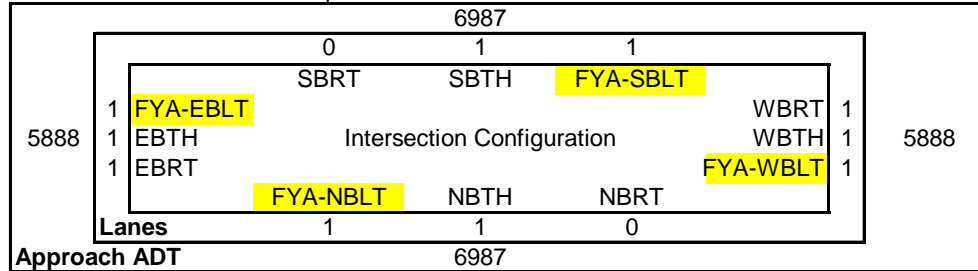 6987
0 1 1
SBRT SBTH FYA-SBLT
1 FYA-EBLT WBRT 1
5888 1 EBTH Intersection Configuration WBTH 1 5888
1 EBRT FYA-WBLT 1
FYA-NBLT NBTH NBRT
Lanes 1 1 0
Approach ADT 6987